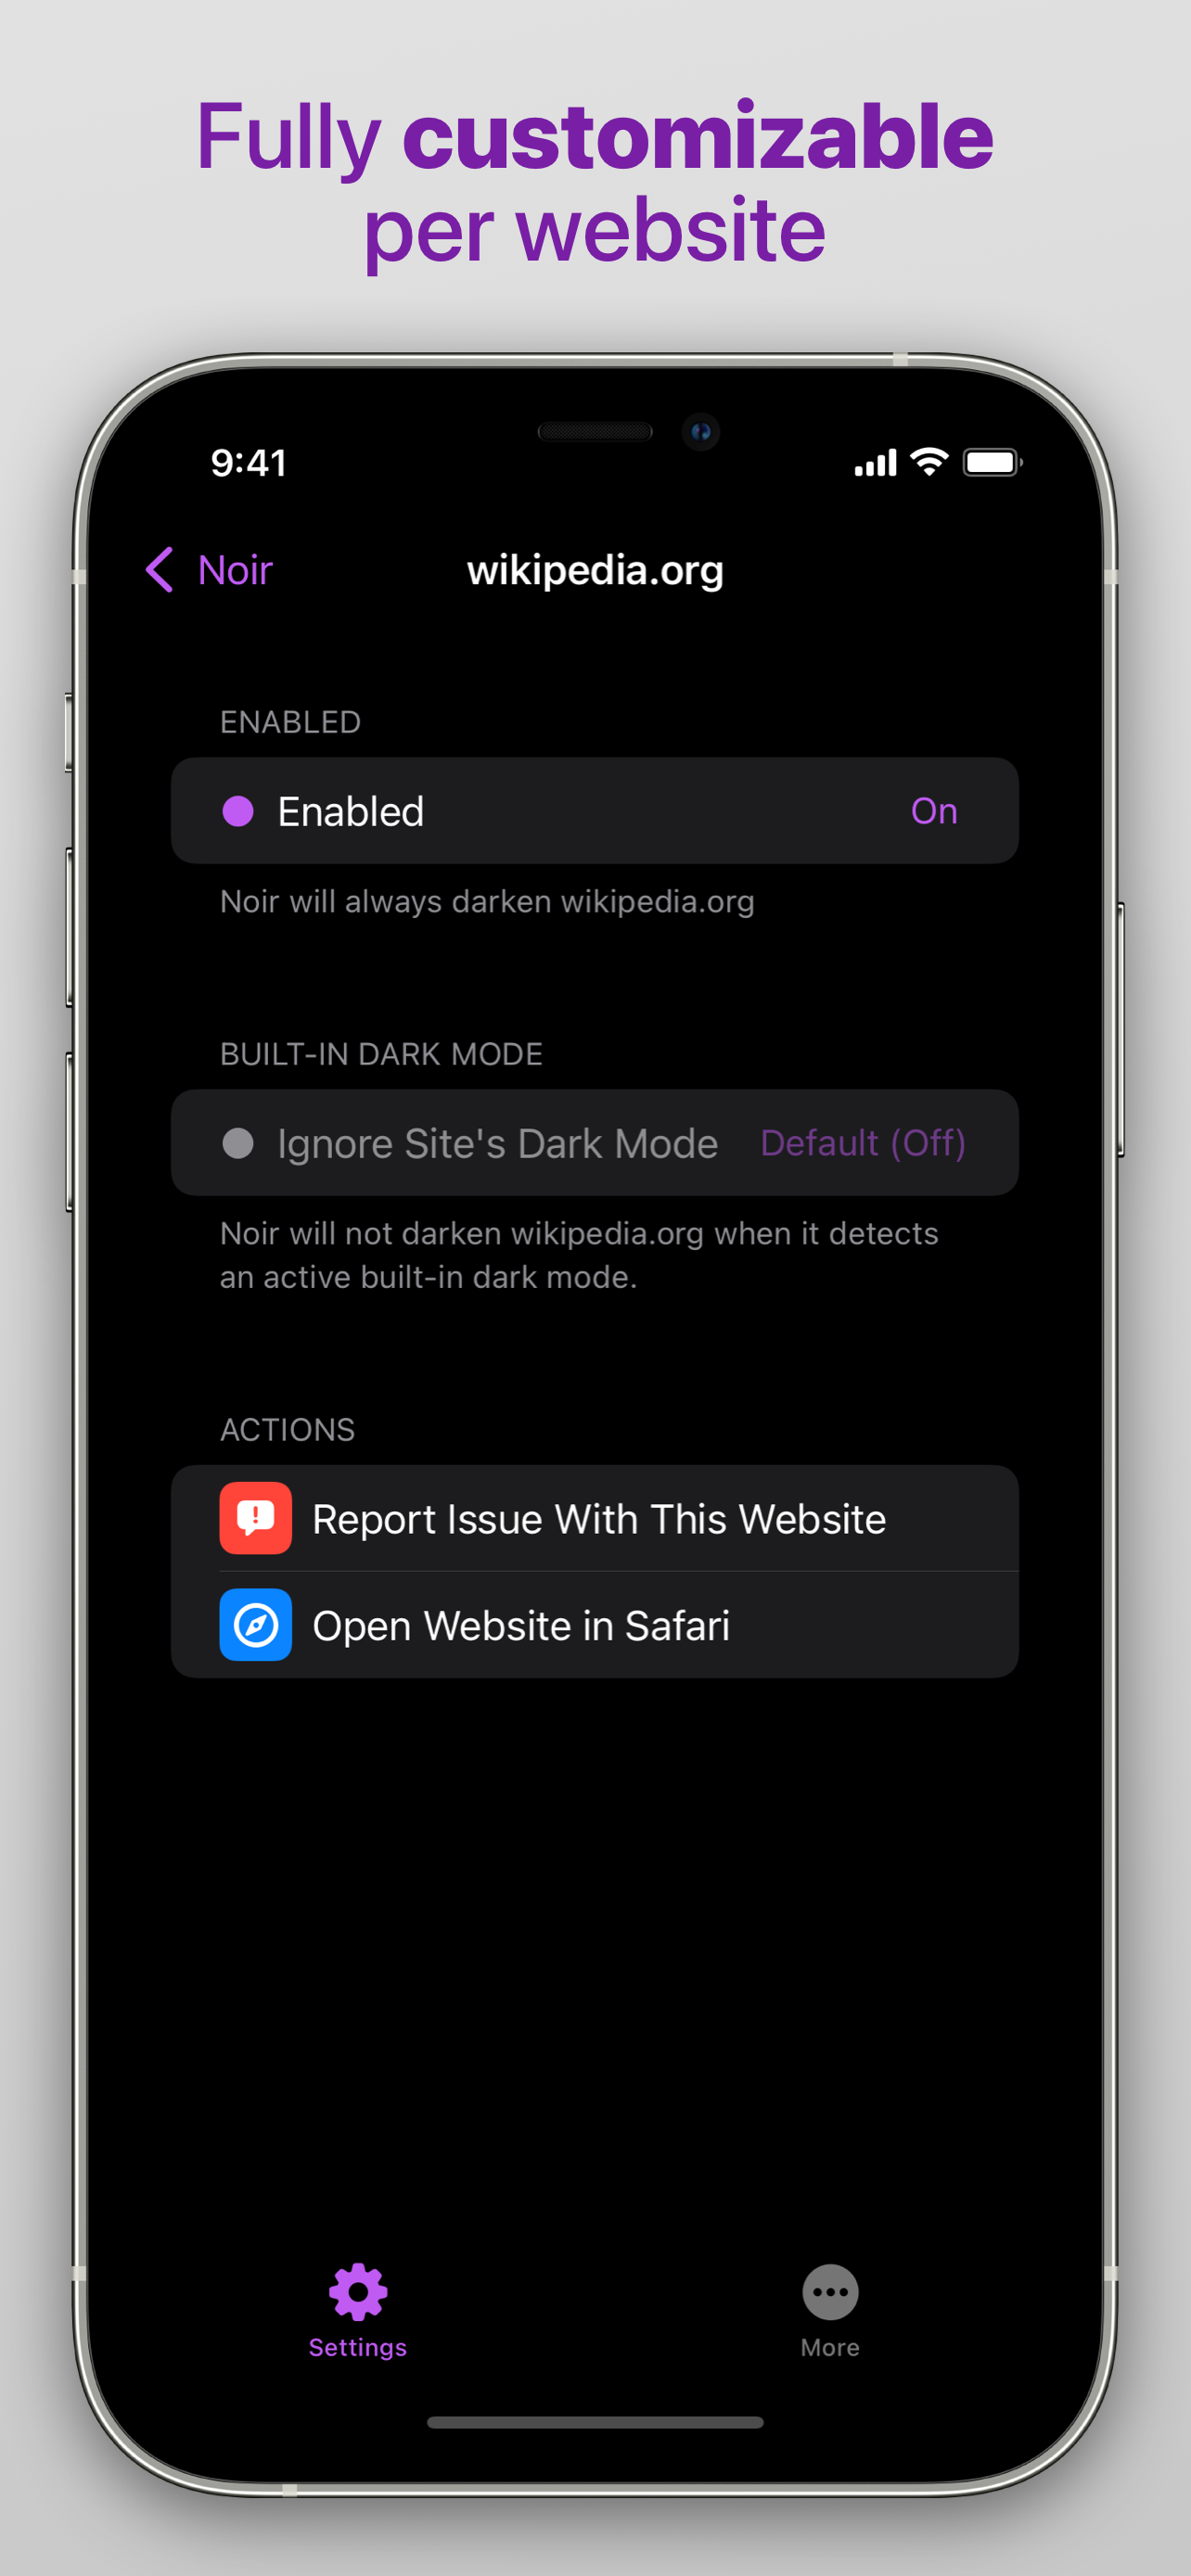 Fully customizable
per website
9:41
Noir
wikipedia.org
ENABLED
Enabled
On
Noir will always darken wikipedia.org
BUILT-IN DARK MODE
Ignore Site's Dark Mode
Default (Off)
Noir will not darken wikipedia.org when it detects
an active built-in dark mode.
ACTIONS
Report Issue With This Website
Open Website in Safari
Settings
More